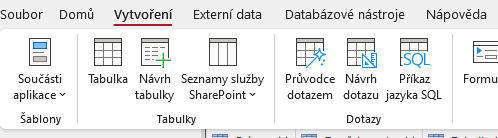 Soubor Domů Vytvoření Externí data Databázové nástroje Nápověda
Součásti aplikace
Tabulka
Návrh tabulky
Seznamy služby SharePoint
Průvodce dotazem
Návrh dotazu
SQL
Příkaz jazyka SQL
Formu
Šablony Tabulky Dotazy